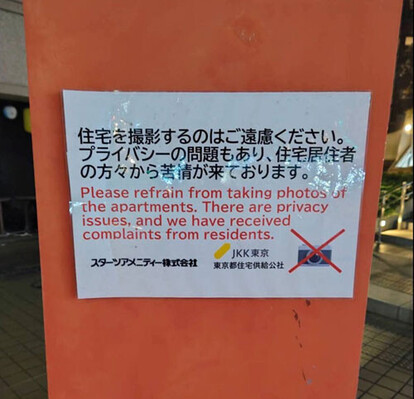 住宅を撮影するのはご遠慮ください。
プライバシーの問題もあり、住宅居住者
の方々から苦情が来ております。
Please refrain from taking photos of
the apartments. There are privacy
issues, and we have received
complaints from residents.
スターツアメニティー株式会社
JKK東京
東京都住宅供給公社